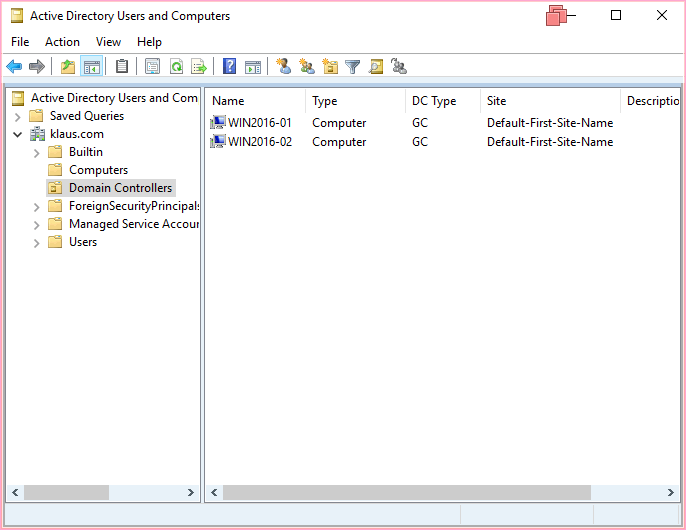 Active Directory Users and Computers
File Action View Help
Active Directory Users and Com
Saved Queries
klaus.com
Builtin
Computers
Domain Controllers
ForeignSecurityPrincipals
Managed Service Accour
Users
Name Type DC Type Site Descriptio
WIN2016-01 Computer GC Default-First-Site-Name
WIN2016-02 Computer GC Default-First-Site-Name